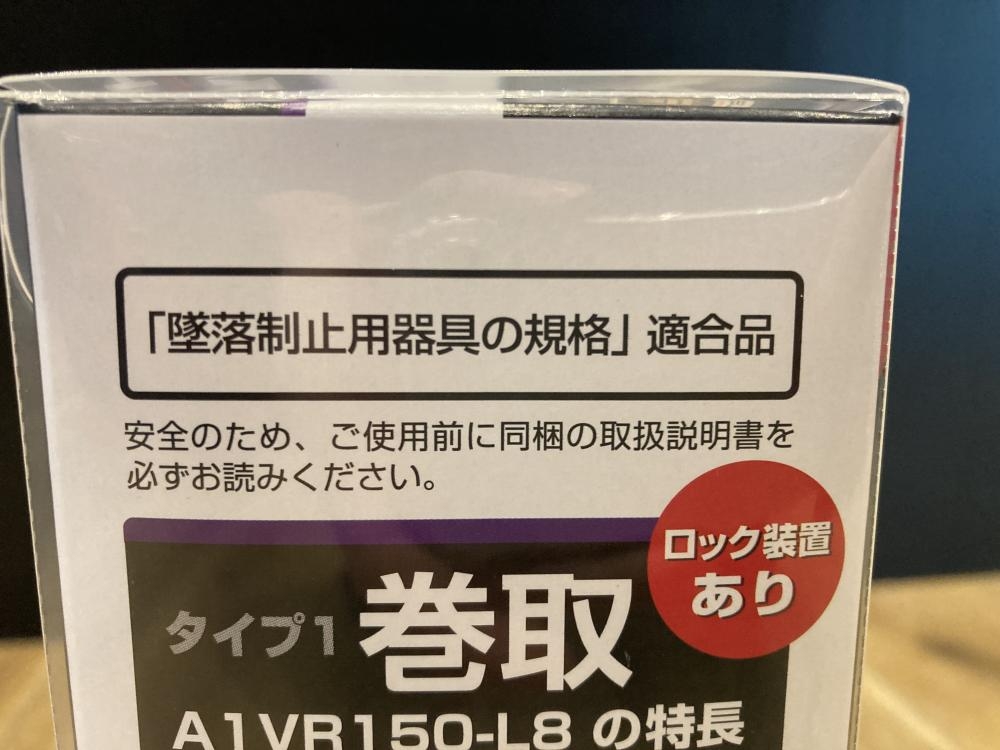 「墜落制止用器具の規格」適合品
安全のため、ご使用前に同梱の取扱説明書を
必ずお読みください。
ロック装置
あり
タイプ1 巻取
A1VR150-L8 の特長